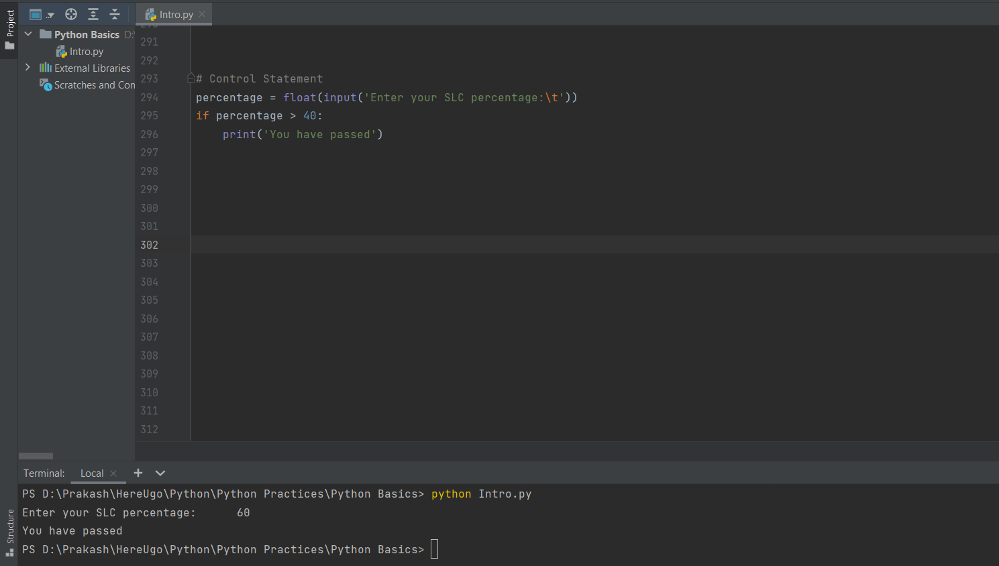 Project
Intro.py
Python Basics
Intro.py
External Libraries
Scratches and
291
292
293 # Control Statement
294 percentage = float(input('Enter your SLC percentage:\t'))
295 if percentage > 40:
296 print('You have passed')
297
298
299
300
301
302
303
304
305
306
307
308
309
310
311
312
Terminal: Local
PS D:\Prakash\HereUgo\Python\Python Practices\Python Basics> python Intro.py
Enter your SLC percentage: 60
You have passed
PS D:\Prakash\HereUgo\Python\Python Practices\Python Basics>
Structure